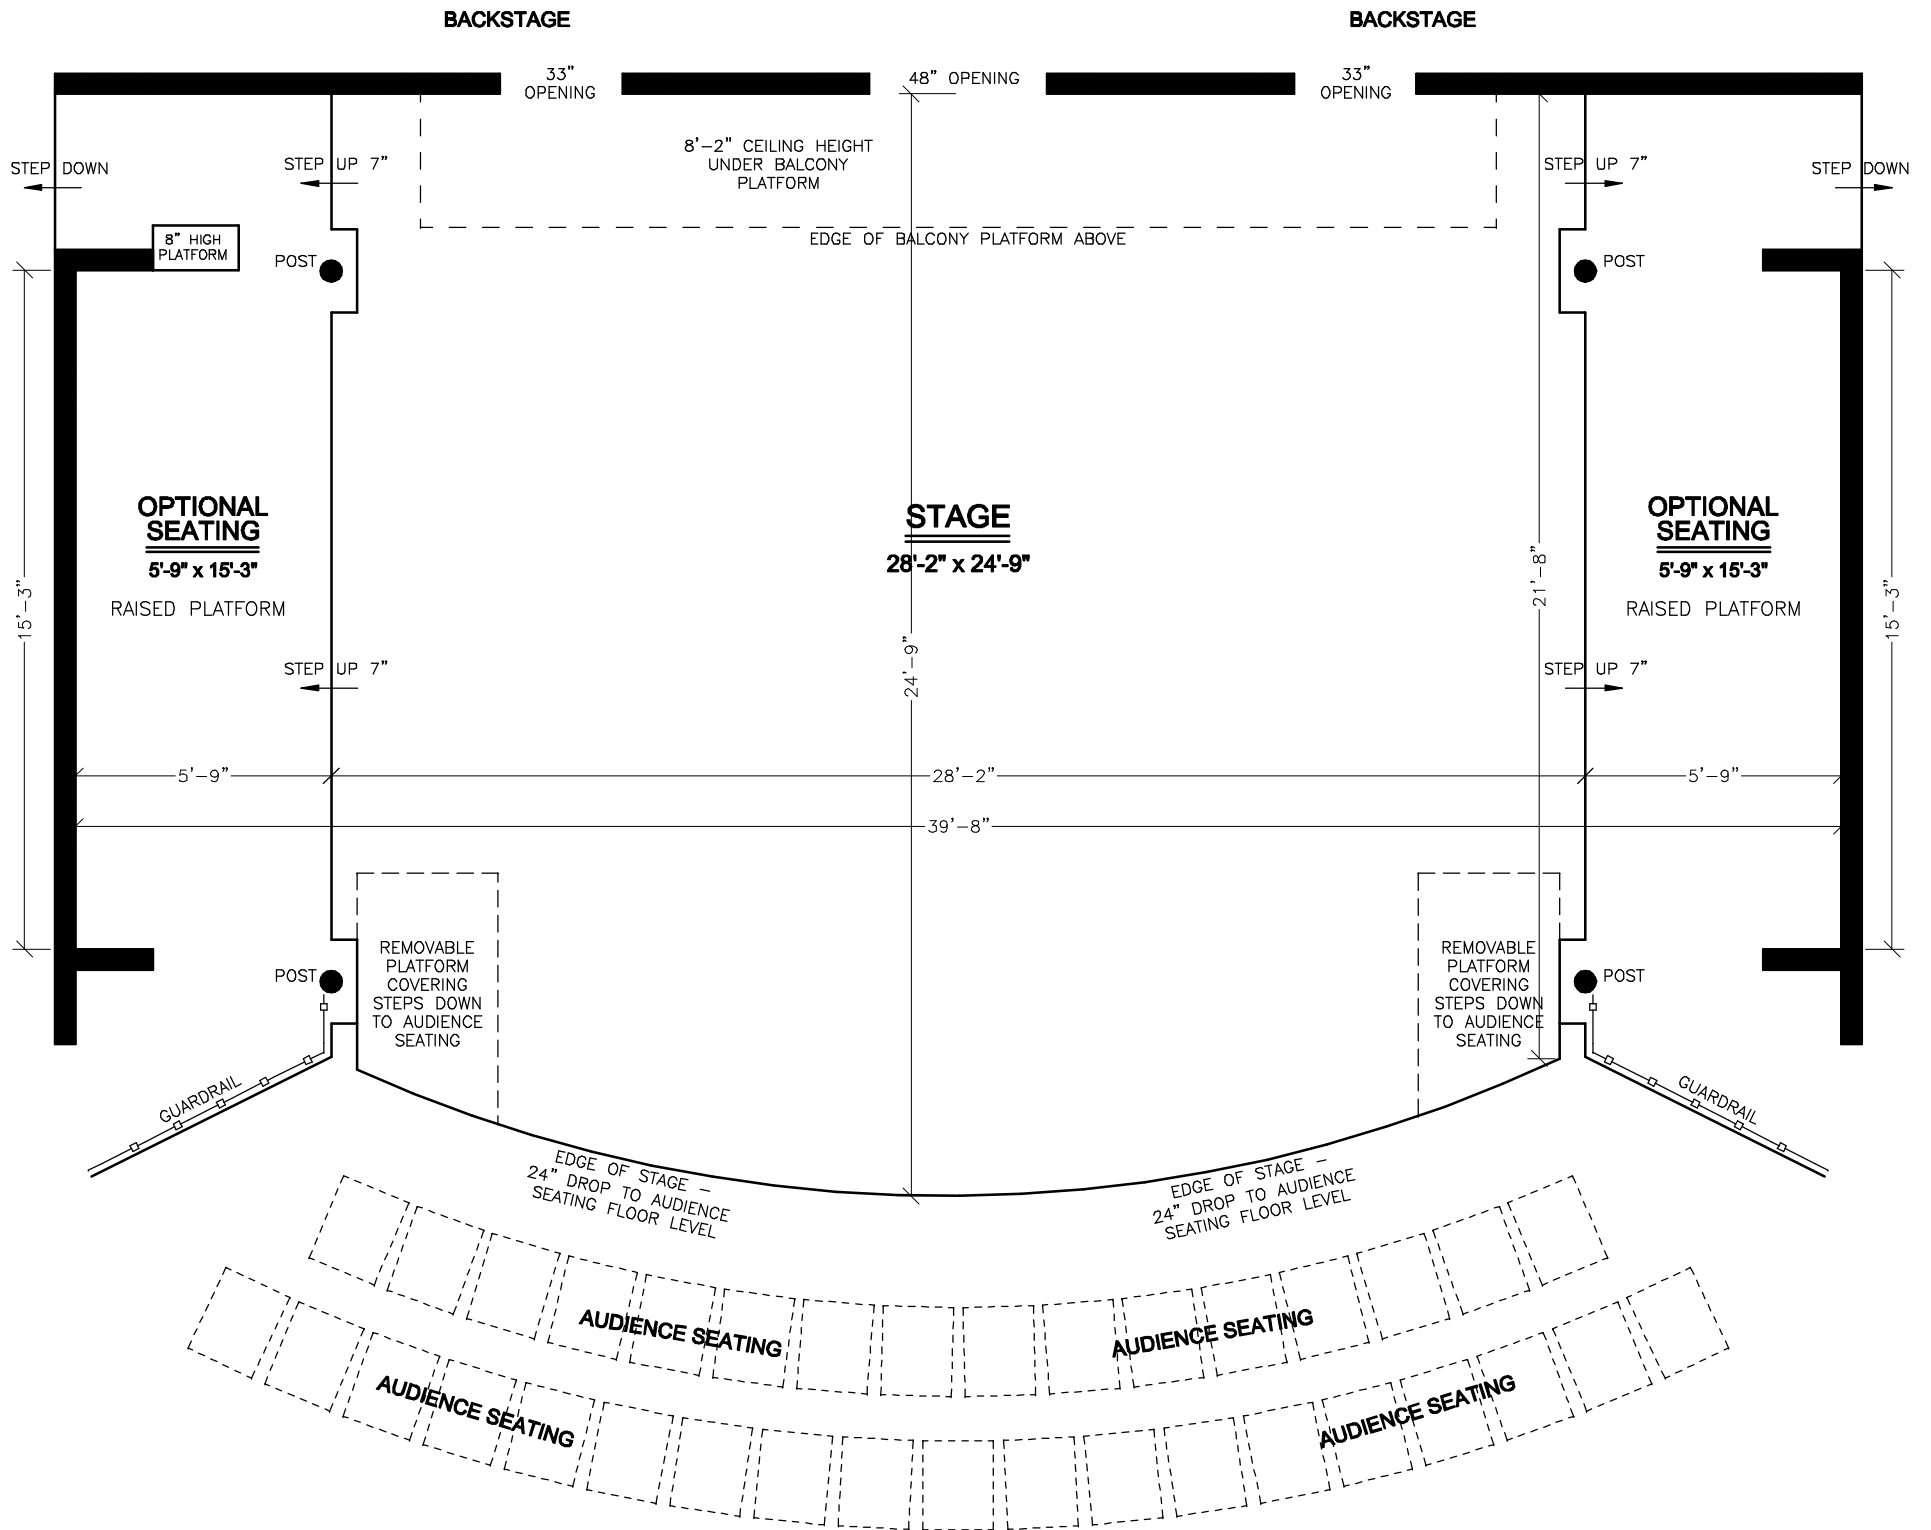 BACKSTAGE
BACKSTAGE
33”
OPENING
48” OPENING
33”
OPENING
8’-2" CEILING HEIGHT
UNDER BALCONY
PLATFORM
STEP DOWN
STEP UP 7”
STEP UP 7”
STEP DOWN
8” HIGH
PLATFORM
EDGE OF BALCONY PLATFORM ABOVE
POST
POST
OPTIONAL
SEATING
5'-9" x 15'-3"
RAISED PLATFORM
STAGE
28'-2" x 24'-9"
OPTIONAL
SEATING
5'-9" x 15'-3"
RAISED PLATFORM
15’-3”
21’-8”
15’-3”
24’-9”
STEP UP 7”
STEP UP 7”
5’-9”
28’-2”
5’-9”
39’-8”
REMOVABLE
PLATFORM
COVERING
STEPS DOWN
TO AUDIENCE
SEATING
REMOVABLE
PLATFORM
COVERING
STEPS DOWN
TO AUDIENCE
SEATING
POST
POST
GUARDRAIL
GUARDRAIL
EDGE OF STAGE -
24” DROP TO AUDIENCE
SEATING FLOOR LEVEL
EDGE OF STAGE -
24” DROP TO AUDIENCE
SEATING FLOOR LEVEL
AUDIENCE SEATING
AUDIENCE SEATING
AUDIENCE SEATING
AUDIENCE SEATING